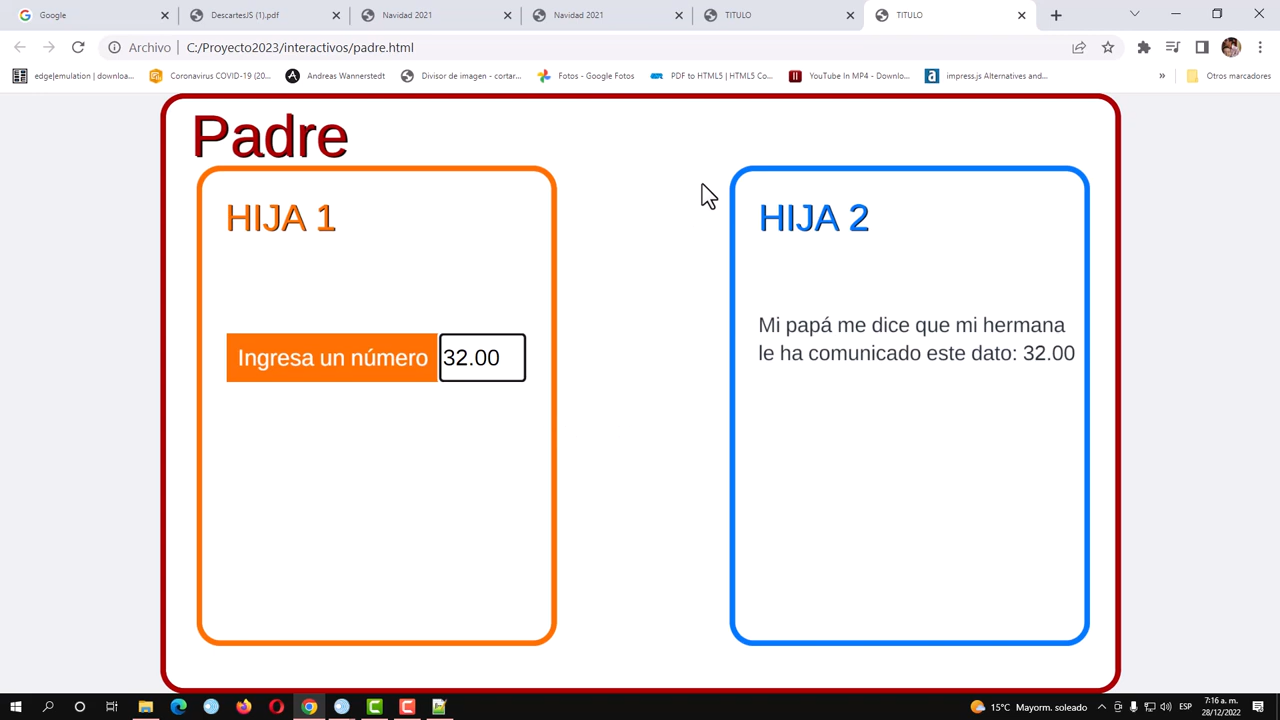 Google
DescartesJS (1).pdf
Navidad 2021
Navidad 2021
TITULO
TITULO
Archivo
C:/Proyecto2023/interactivos/padre.html
edge|emulation | downloa...
Coronavirus COVID-19 (20...
Andreas Wannerstedt
Divisor de imagen - cortar...
Fotos - Google Fotos
PDF to HTML5 | HTML5 Co...
YouTube In MP4 - Downlo...
impress.js Alternatives and...
»
Otros marcadores
Padre
HIJA 1
Ingresa un número
32.00
HIJA 2
Mi papá me dice que mi hermana
le ha comunicado este dato: 32.00
15°C Mayorm. soleado
ESP
7:16 a. m.
28/12/2022